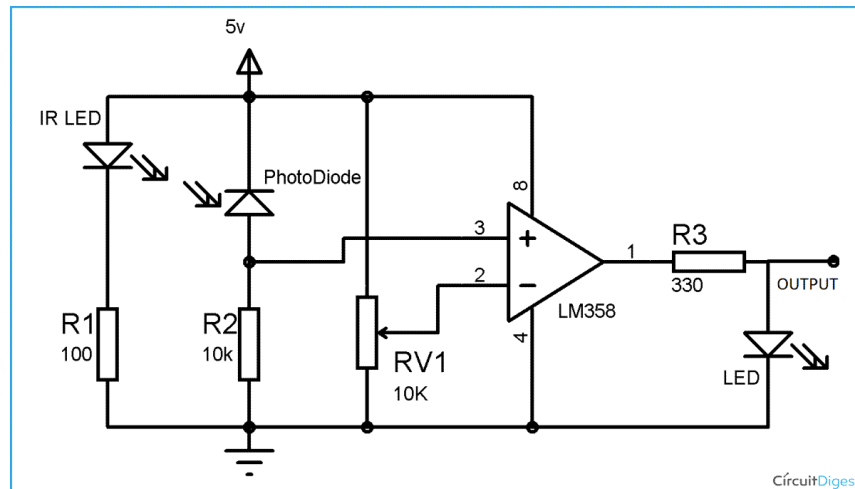 5v
IR LED
PhotoDiode
8
3
2
1
4
LM358
R1
100
R2
10k
RV1
10K
R3
330
OUTPUT
LED
CírcuitDiges